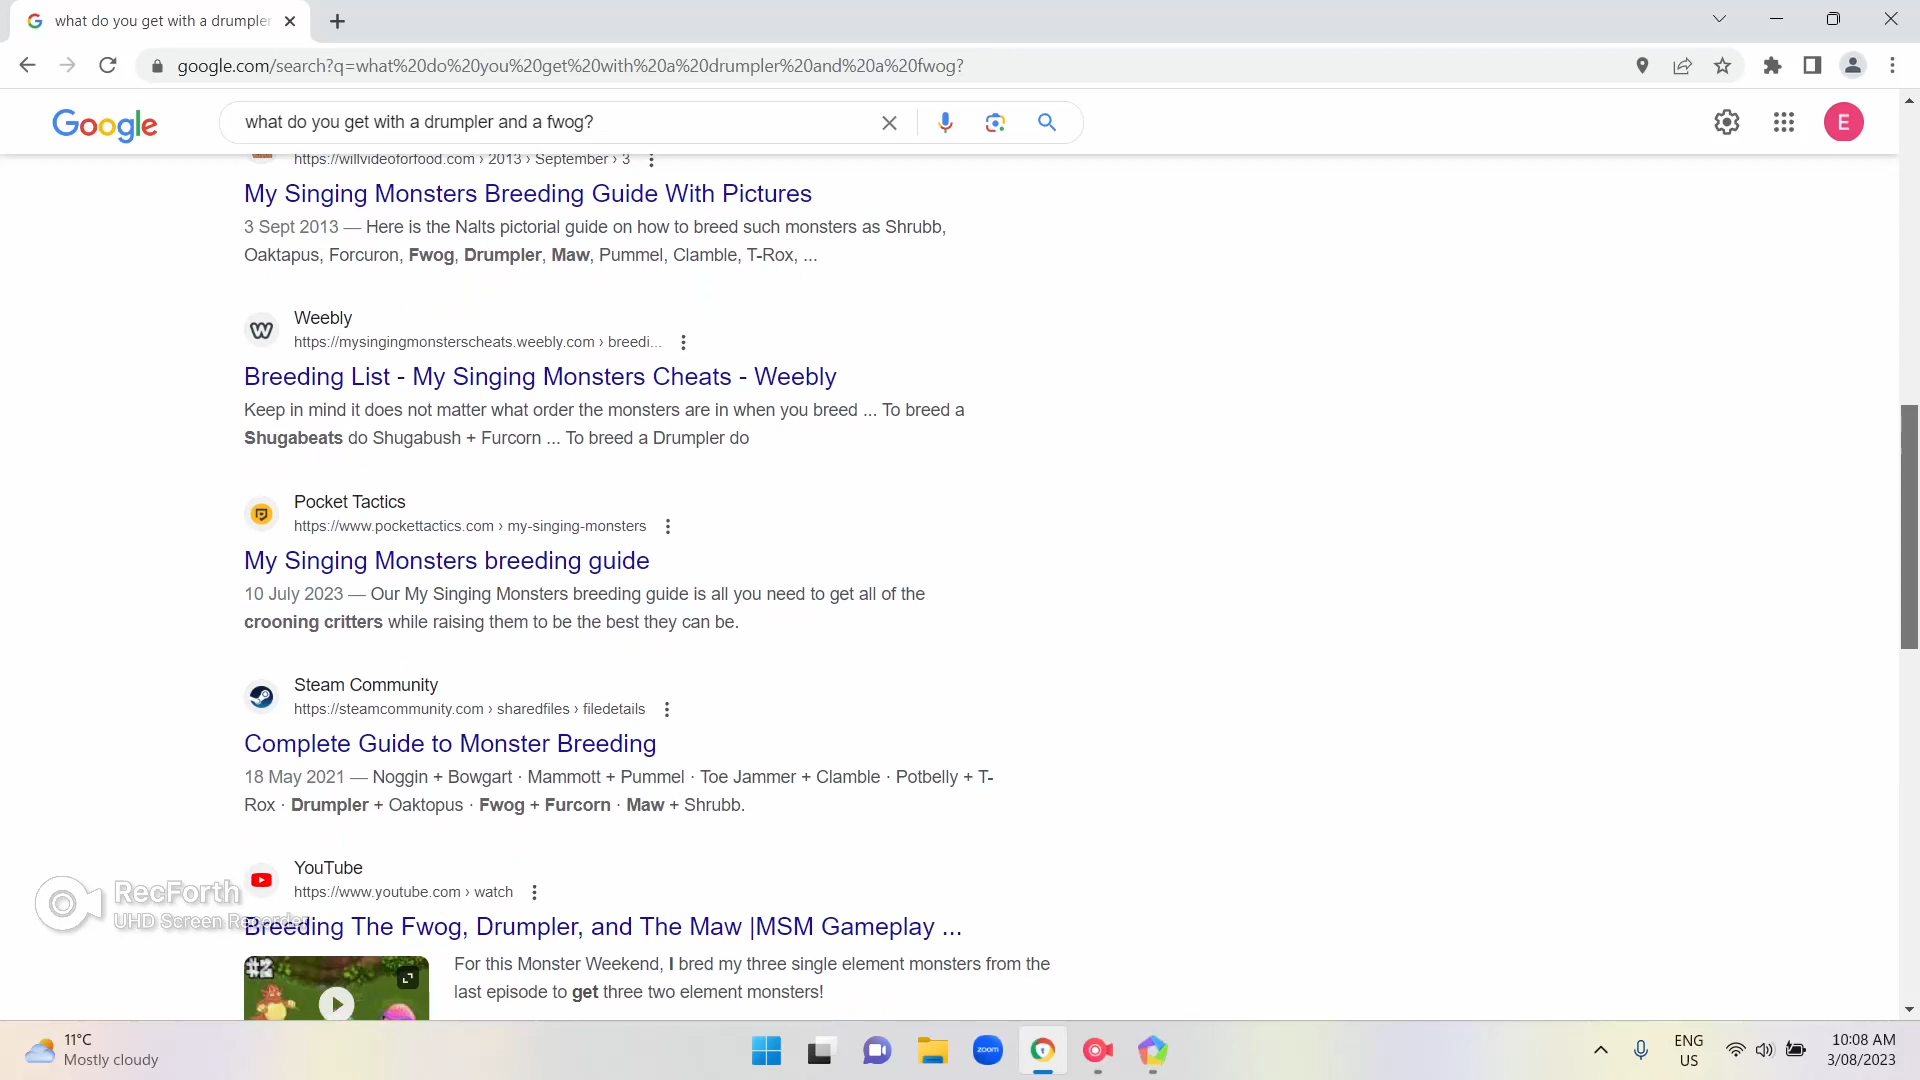 what do you get with a drumpler
google.com/search?q=what%20do%20you%20get%20with%20a%20drumpler%20and%20a%20fwog?
Google
what do you get with a drumpler and a fwog?
E
https://willvideoforfood.com › 2013 › September › 3
My Singing Monsters Breeding Guide With Pictures
3 Sept 2013 — Here is the Nalts pictorial guide on how to breed such monsters as Shrubb,
Oaktapus, Forcuron, Fwog, Drumpler, Maw, Pummel, Clamble, T-Rox, ...
W
Weebly
https://mysingingmonsterscheats.weebly.com › breedi...
Breeding List - My Singing Monsters Cheats - Weebly
Keep in mind it does not matter what order the monsters are in when you breed ... To breed a
Shugabeats do Shugabush + Furcorn ... To breed a Drumpler do
Pocket Tactics
https://www.pockettactics.com › my-singing-monsters
My Singing Monsters breeding guide
10 July 2023 — Our My Singing Monsters breeding guide is all you need to get all of the
crooning critters while raising them to be the best they can be.
Steam Community
https://steamcommunity.com › sharedfiles › filedetails
Complete Guide to Monster Breeding
18 May 2021 — Noggin + Bowgart · Mammott + Pummel · Toe Jammer + Clamble · Potbelly + T-
Rox · Drumpler + Oaktopus · Fwog + Furcorn · Maw + Shrubb.
YouTube
https://www.youtube.com › watch
Breeding The Fwog, Drumpler, and The Maw |MSM Gameplay ...
#2
For this Monster Weekend, I bred my three single element monsters from the
last episode to get three two element monsters!
RecForth
UHD Screen Recorder
11°C
Mostly cloudy
zoom
ENG
US
10:08 AM
3/08/2023